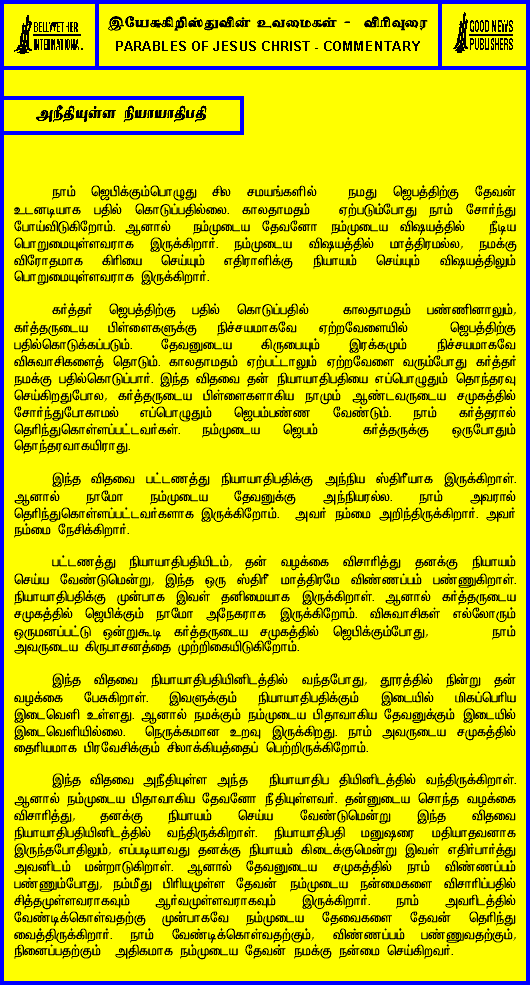 BELLWETHER
INTERNATIONAL
இயேசுகிறிஸ்துவின் உவமைகள் - விரிவுரை
PARABLES OF JESUS CHRIST - COMMENTARY
GOOD NEWS
PUBLISHERS
அநீதியுள்ள நியாயாதிபதி
நாம் ஜெபிக்கும்பொழுது சில சமயங்களில் நமது ஜெபத்திற்கு தேவன்
உடனடியாக பதில் கொடுப்பதில்லை. காலதாமதம் ஏற்படும்போது நாம் சோர்ந்து
போய்விடுகிறோம். ஆனால் நம்முடைய தேவனோ நம்முடைய விஷயத்தில் நீடிய
பொறுமையுள்ளவராக இருக்கிறார். நம்முடைய விஷயத்தில் மாத்திரமல்ல, நமக்கு
விரோதமாக கிரியை செய்யும் எதிராளிக்கு நியாயம் செய்யும் விஷயத்திலும்
பொறுமையுள்ளவராக இருக்கிறார்.
கர்த்தர் ஜெபத்திற்கு பதில் கொடுப்பதில் காலதாமதம் பண்ணினாலும்,
கர்த்தருடைய பிள்ளைகளுக்கு நிச்சயமாகவே ஏற்றவேளையில் ஜெபத்திற்கு
பதில்கொடுக்கப்படும். தேவனுடைய கிருபையும் இரக்கமும் நிச்சயமாகவே
விசுவாசிகளைத் தொடும். காலதாமதம் ஏற்பட்டாலும் ஏற்றவேளை வரும்போது கர்த்தர்
நமக்கு பதில்கொடுப்பார். இந்த விதவை தன் நியாயாதிபதியை எப்பொழுதும் தொந்தரவு
செய்கிறதுபோல, கர்த்தருடைய பிள்ளைகளாகிய நாமும் ஆண்டவருடைய சமுகத்தில்
சோர்ந்துபோகாமல் எப்பொழுதும் ஜெபம்பண்ண வேண்டும். நாம் கர்த்தரால்
தெரிந்துகொள்ளப்பட்டவர்கள். நம்முடைய ஜெபம் கர்த்தருக்கு ஒருபோதும்
தொந்தரவாகயிராது.
இந்த விதவை பட்டணத்து நியாயாதிபதிக்கு அந்நிய ஸ்திரீயாக இருக்கிறாள்.
ஆனால் நாமோ நம்முடைய தேவனுக்கு அந்நியரல்ல. நாம் அவரால்
தெரிந்துகொள்ளப்பட்டவர்களாக இருக்கிறோம். அவர் நம்மை அறிந்திருக்கிறார். அவர்
நம்மை நேசிக்கிறார்.
பட்டணத்து நியாயாதிபதியிடம், தன் வழக்கை விசாரித்து தனக்கு நியாயம்
செய்ய வேண்டுமென்று, இந்த ஒரு ஸ்திரீ மாத்திரமே விண்ணப்பம் பண்ணுகிறாள்.
நியாயாதிபதிக்கு முன்பாக இவள் தனிமையாக இருக்கிறாள். ஆனால் கர்த்தருடைய
சமுகத்தில் ஜெபிக்கும் நாமோ அநேகராக இருக்கிறோம். விசுவாசிகள் எல்லோரும்
ஒருமனப்பட்டு ஒன்றுகூடி கர்த்தருடைய சமுகத்தில் ஜெபிக்கும்போது, நாம்
அவருடைய கிருபாசனத்தை முற்றிகையிடுகிறோம்.
இந்த விதவை நியாயாதிபதியினிடத்தில் வந்தபோது, தூரத்தில் நின்று தன்
வழக்கை பேசுகிறாள். இவளுக்கும் நியாயாதிபதிக்கும் இடையில் மிகப்பெரிய
இடைவெளி உள்ளது. ஆனால் நமக்கும் நம்முடைய பிதாவாகிய தேவனுக்கும் இடையில்
இடைவெளியில்லை. நெருக்கமான உறவு இருக்கிறது. நாம் அவருடைய சமுகத்தில்
தைரியமாக பிரவேசிக்கும் சிலாக்கியத்தைப் பெற்றிருக்கிறோம்.
இந்த விதவை அநீதியுள்ள அந்த நியாயாதிப தியினிடத்தில் வந்திருக்கிறாள்.
ஆனால் நம்முடைய பிதாவாகிய தேவனோ நீதியுள்ளவர். தன்னுடைய சொந்த வழக்கை
விசாரித்து, தனக்கு நியாயம் செய்ய வேண்டுமென்று இந்த விதவை
நியாயாதிபதியினிடத்தில் வந்திருக்கிறாள். நியாயாதிபதி மனுஷரை மதியாதவனாக
இருந்தபோதிலும், எப்படியாவது தனக்கு நியாயம் கிடைக்குமென்று இவள் எதிர்பார்த்து
அவனிடம் மன்றாடுகிறாள். ஆனால் தேவனுடைய சமுகத்தில் நாம் விண்ணப்பம்
பண்ணும்போது, நம்மீது பிரியமுள்ள தேவன் நம்முடைய நன்மைகளை விசாரிப்பதில்
சித்தமுள்ளவராகவும் ஆர்வமுள்ளவராகவும் இருக்கிறார். நாம் அவரிடத்தில்
வேண்டிக்கொள்வதற்கு முன்பாகவே நம்முடைய தேவைகளை தேவன் தெரிந்து
வைத்திருக்கிறார். நாம் வேண்டிக்கொள்வதற்கும், விண்ணப்பம் பண்ணுவதற்கும்,
நினைப்பதற்கும் அதிகமாக நம்முடைய தேவன் நமக்கு நன்மை செய்கிறவர்.